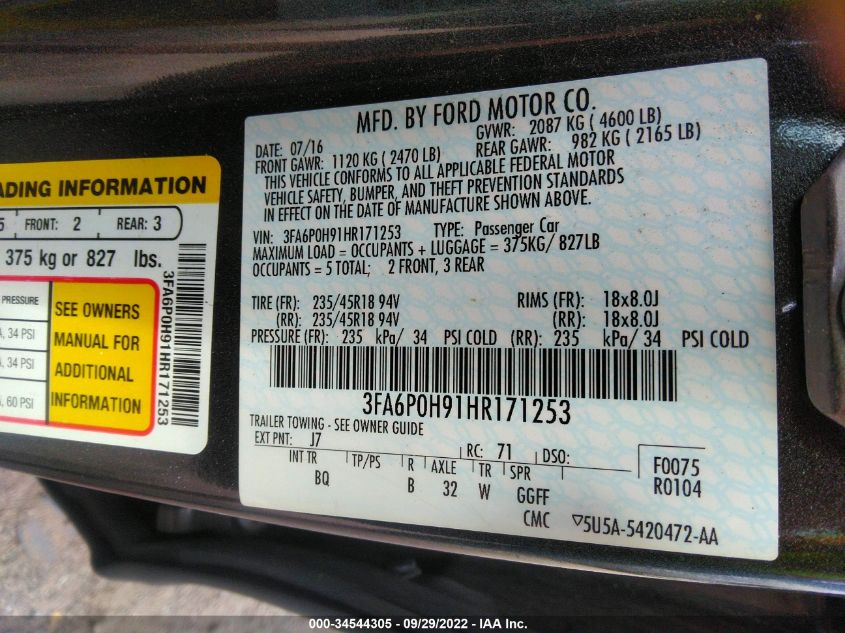 ADING INFORMATION
5 FRONT: 2 REAR: 3
375 kg or 827 lbs.
PRESSURE
34 PSI
34 PSI
60 PSI
SEE OWNERS
MANUAL FOR
ADDITIONAL
INFORMATION
3FA6P0H91HR171253
MFD. BY FORD MOTOR CO.
DATE: 07/16 GVWR: 2087 KG ( 4600 LB)
FRONT GAWR: 1120 KG ( 2470 LB) REAR GAWR: 982 KG ( 2165 LB)
THIS VEHICLE CONFORMS TO ALL APPLICABLE FEDERAL MOTOR
VEHICLE SAFETY, BUMPER, AND THEFT PREVENTION STANDARDS
IN EFFECT ON THE DATE OF MANUFACTURE SHOWN ABOVE.
VIN: 3FA6P0H91HR171253 TYPE: Passenger Car
MAXIMUM LOAD = OCCUPANTS + LUGGAGE = 375KG/ 827LB
OCCUPANTS = 5 TOTAL; 2 FRONT, 3 REAR
TIRE (FR): 235/45R18 94V RIMS (FR): 18x8.0J
(RR): 235/45R18 94V (RR): 18x8.0J
PRESSURE (FR): 235 kPa/ 34 PSI COLD (RR): 235 kPa/ 34 PSI COLD
3FA6P0H91HR171253
TRAILER TOWING - SEE OWNER GUIDE
EXT PNT: J7 RC: 71 DSO:
INT TR TP/PS R AXLE TR SPR F0075
BQ B 32 W GGFF R0104
CMC ▽5U5A-5420472-AA
000-34544305 - 09/29/2022 - IAA Inc.